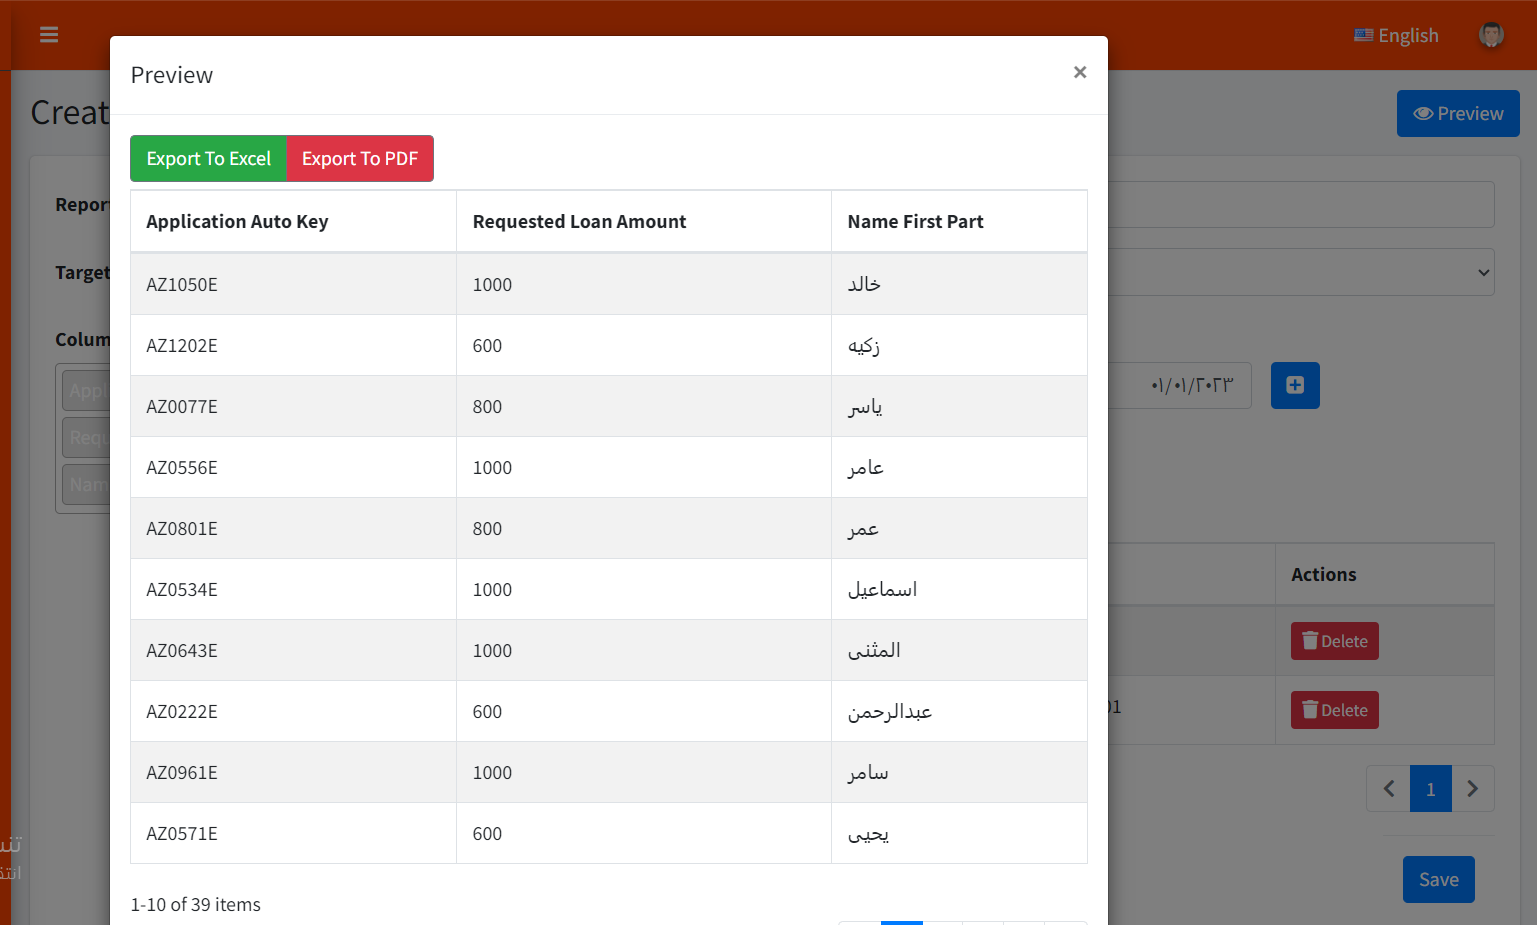 English
Preview
×
Creat
Preview
Export To Excel Export To PDF
Application Auto Key Requested Loan Amount Name First Part
AZ1050E 1000 خالد
AZ1202E 600 زكيه
AZ0077E 800 ياسر
AZ0556E 1000 عامر
AZ0801E 800 عمر
AZ0534E 1000 اسماعيل
AZ0643E 1000 المثنى
AZ0222E 600 عبدالرحمن
AZ0961E 1000 سامر
AZ0571E 600 يحيى
1-10 of 39 items
Repor
Target
Colum
Appl
Requ
Nam
٠١/٠١/٢٠٢٣
Actions
Delete
01
Delete
1
Save